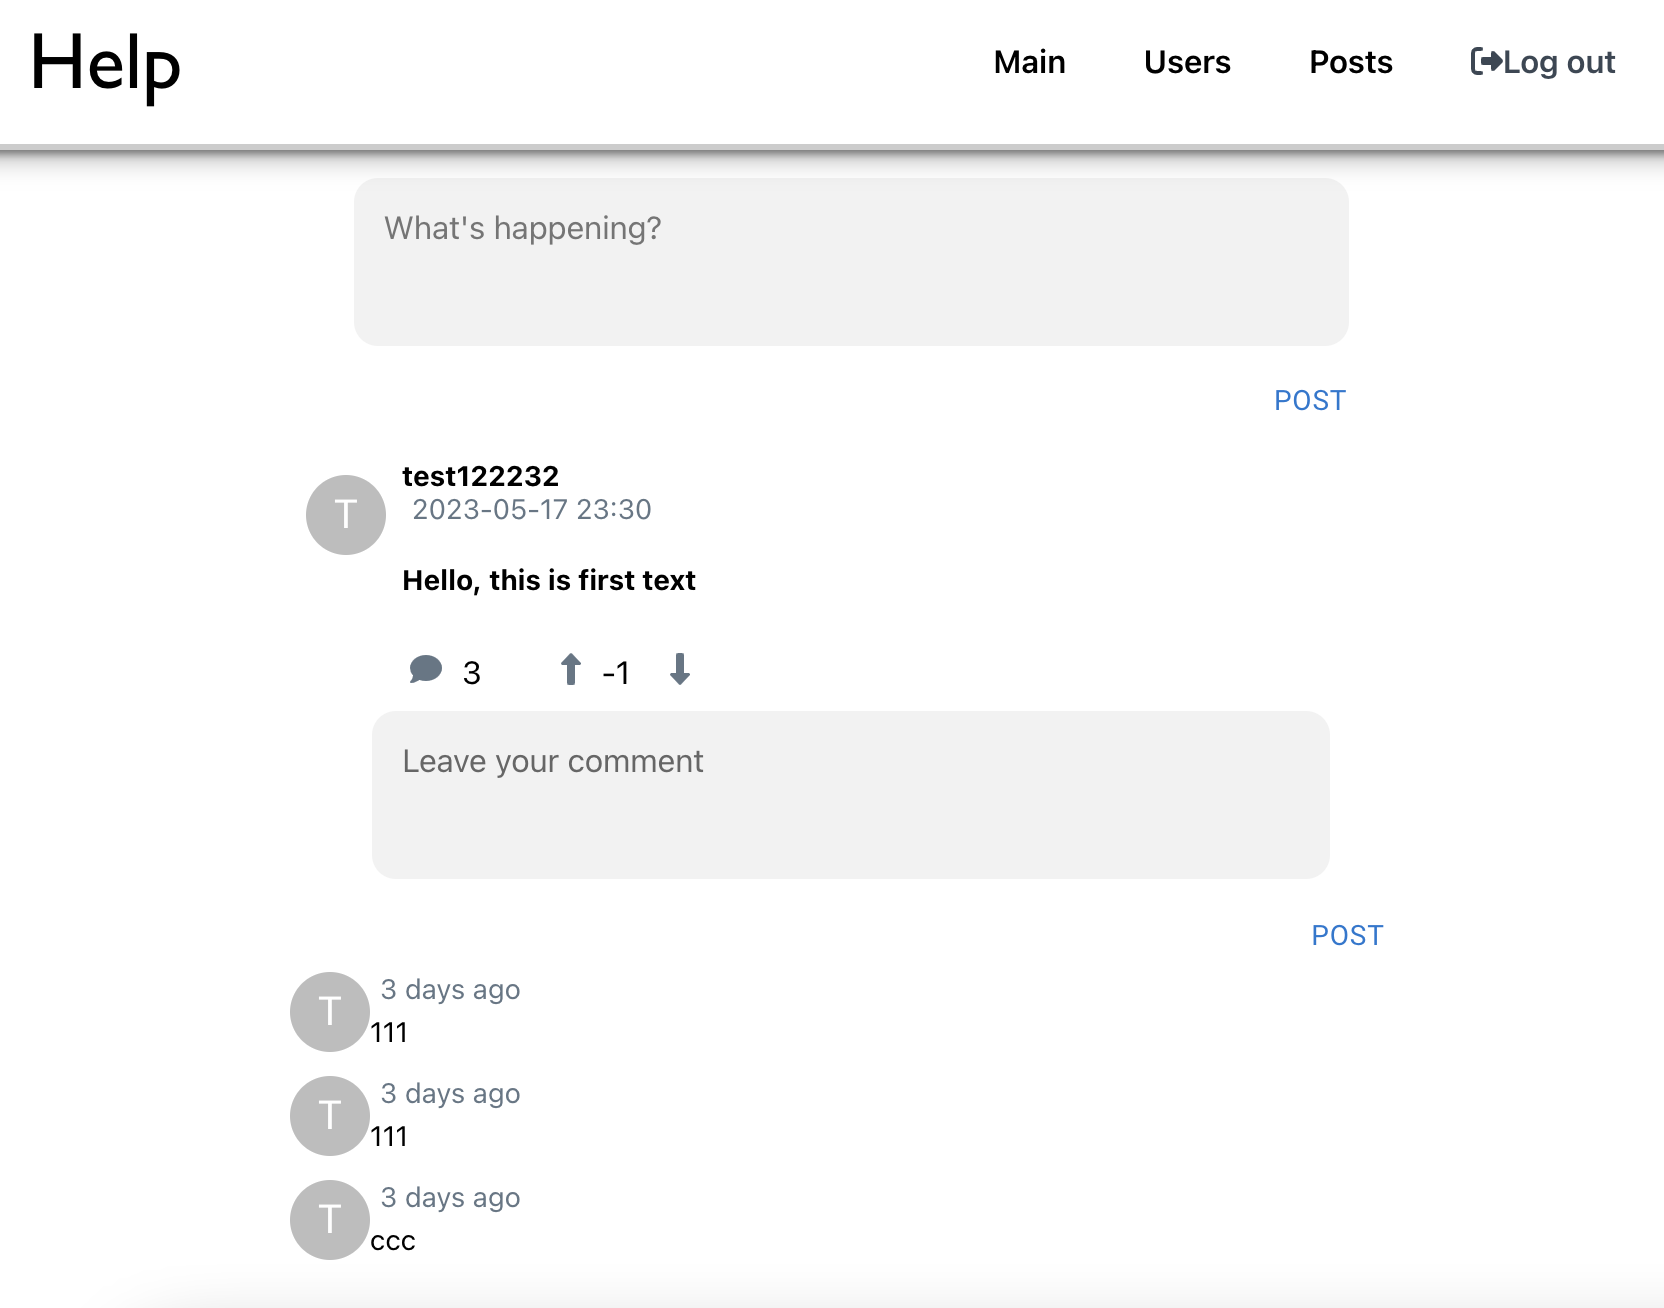 Help
Main Users Posts Log out
What's happening?
POST
T
test122232
2023-05-17 23:30
Hello, this is first text
3 -1
Leave your comment
POST
T
3 days ago
111
T
3 days ago
111
T
3 days ago
ccc